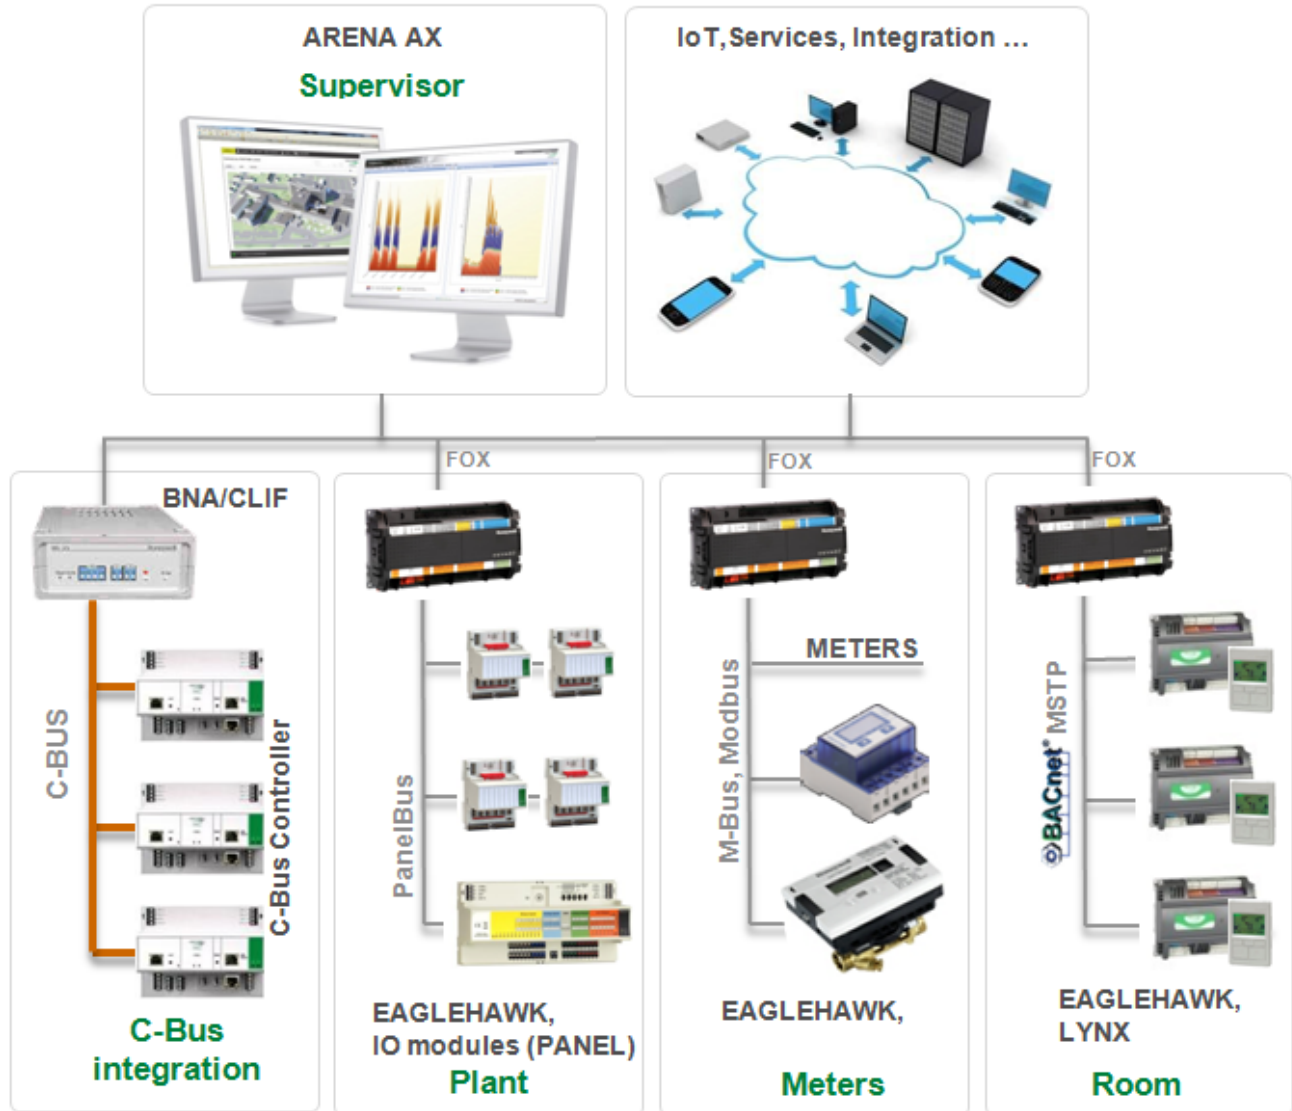 ARENA AX
Supervisor
IoT,Services, Integration ...
FOX
FOX
FOX
BNA/CLIF
C-BUS
C-Bus Controller
C-Bus
integration
PanelBus
EAGLEHAWK,
IO modules (PANEL)
Plant
METERS
M-Bus, Modbus
EAGLEHAWK,
Meters
BACnet®
MSTP
EAGLEHAWK,
LYNX
Room